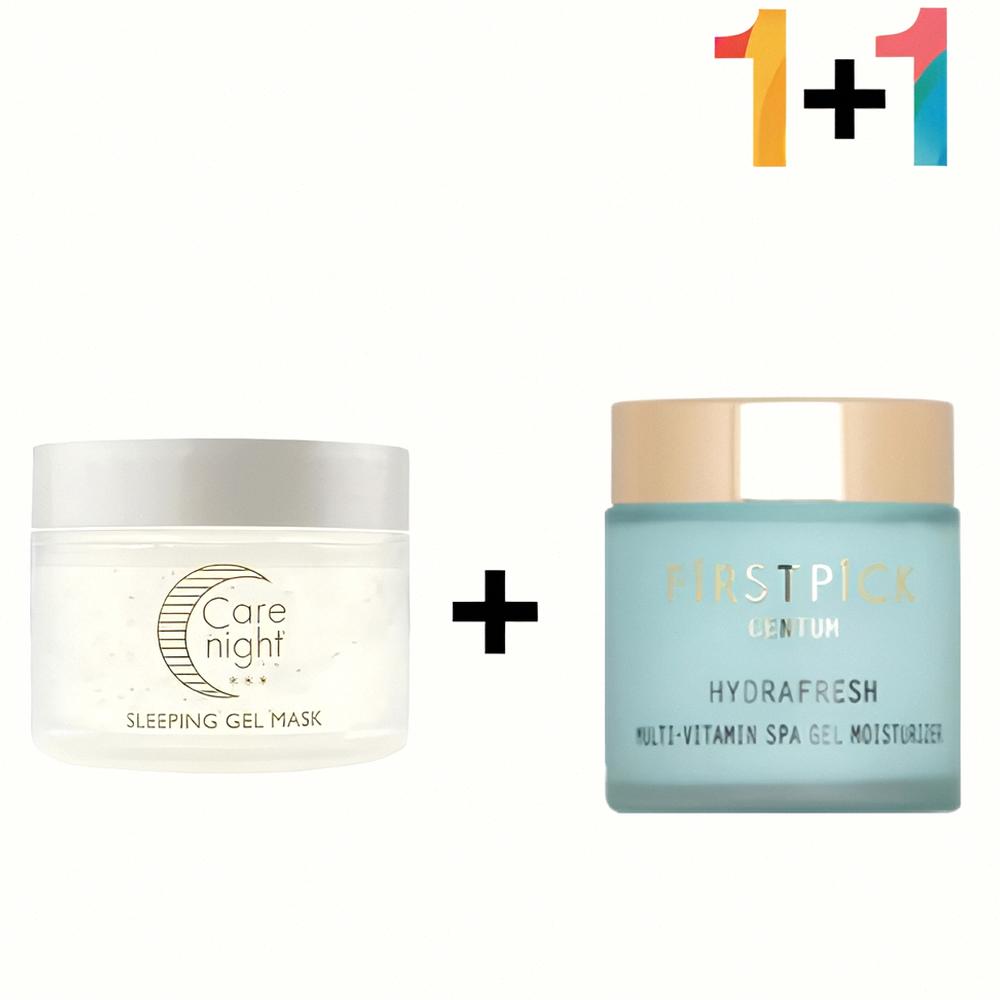 1+1
Care
night
SLEEPING GEL MASK
+
FiRSTPiCK
CENTUM
HYDRAFRESH
MULTI-VITAMIN SPA GEL MOISTURIZER